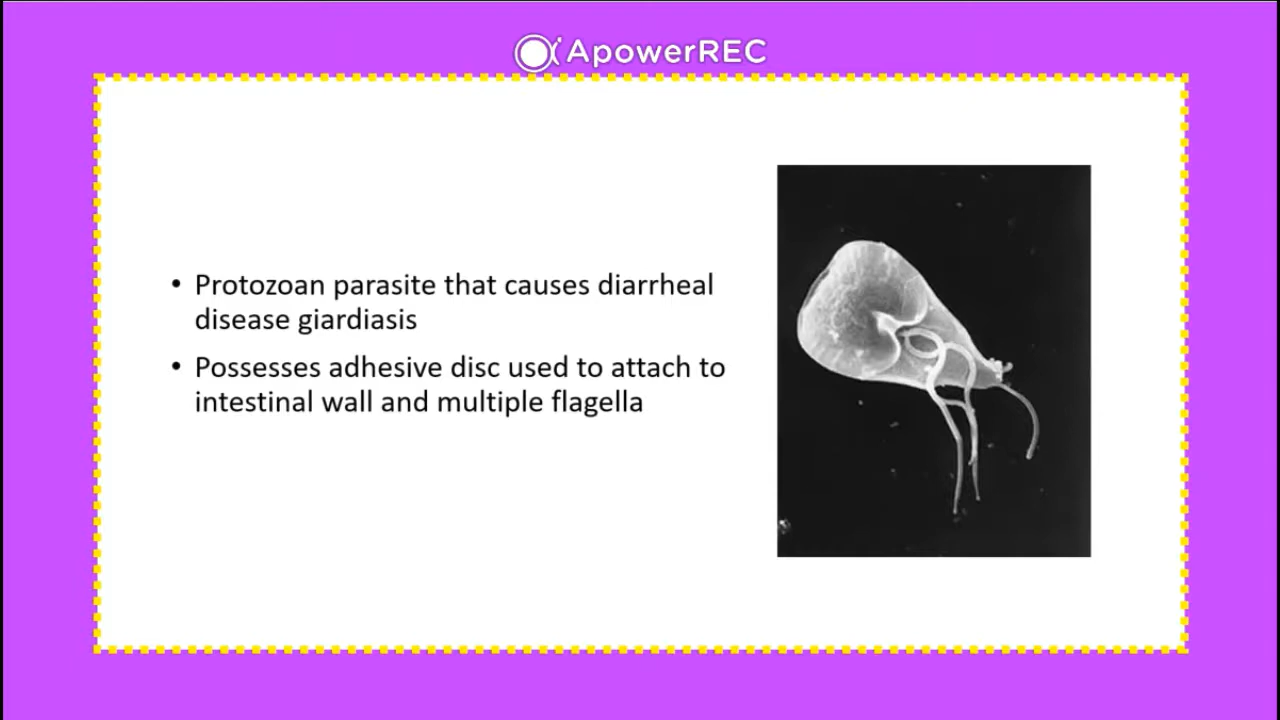 ApowerREC
• Protozoan parasite that causes diarrheal
disease giardiasis
• Possesses adhesive disc used to attach to
intestinal wall and multiple flagella